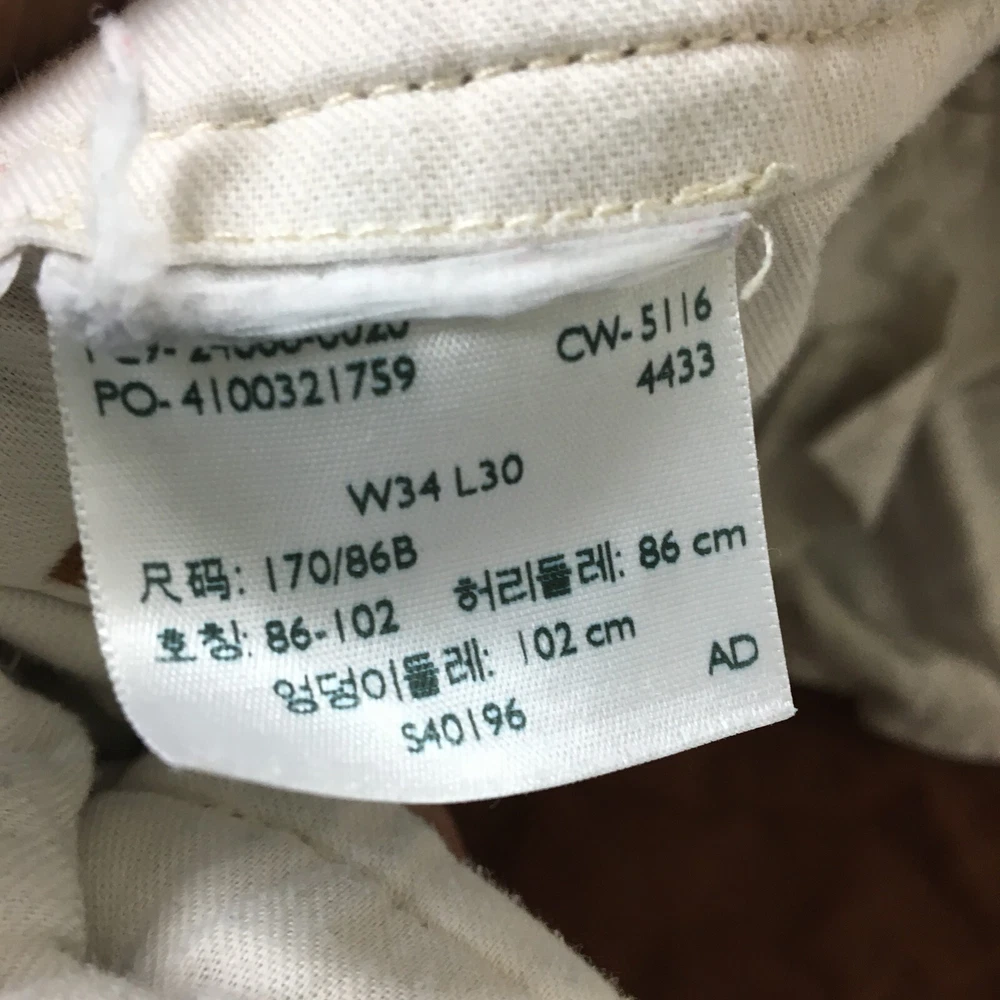 PO-4100321759
CW-5116
4433
W34 L30
尺码: 170/86B
호칭: 86-102
허리둘레: 86 cm
엉덩이둘레: 102 cm
AD
S40196